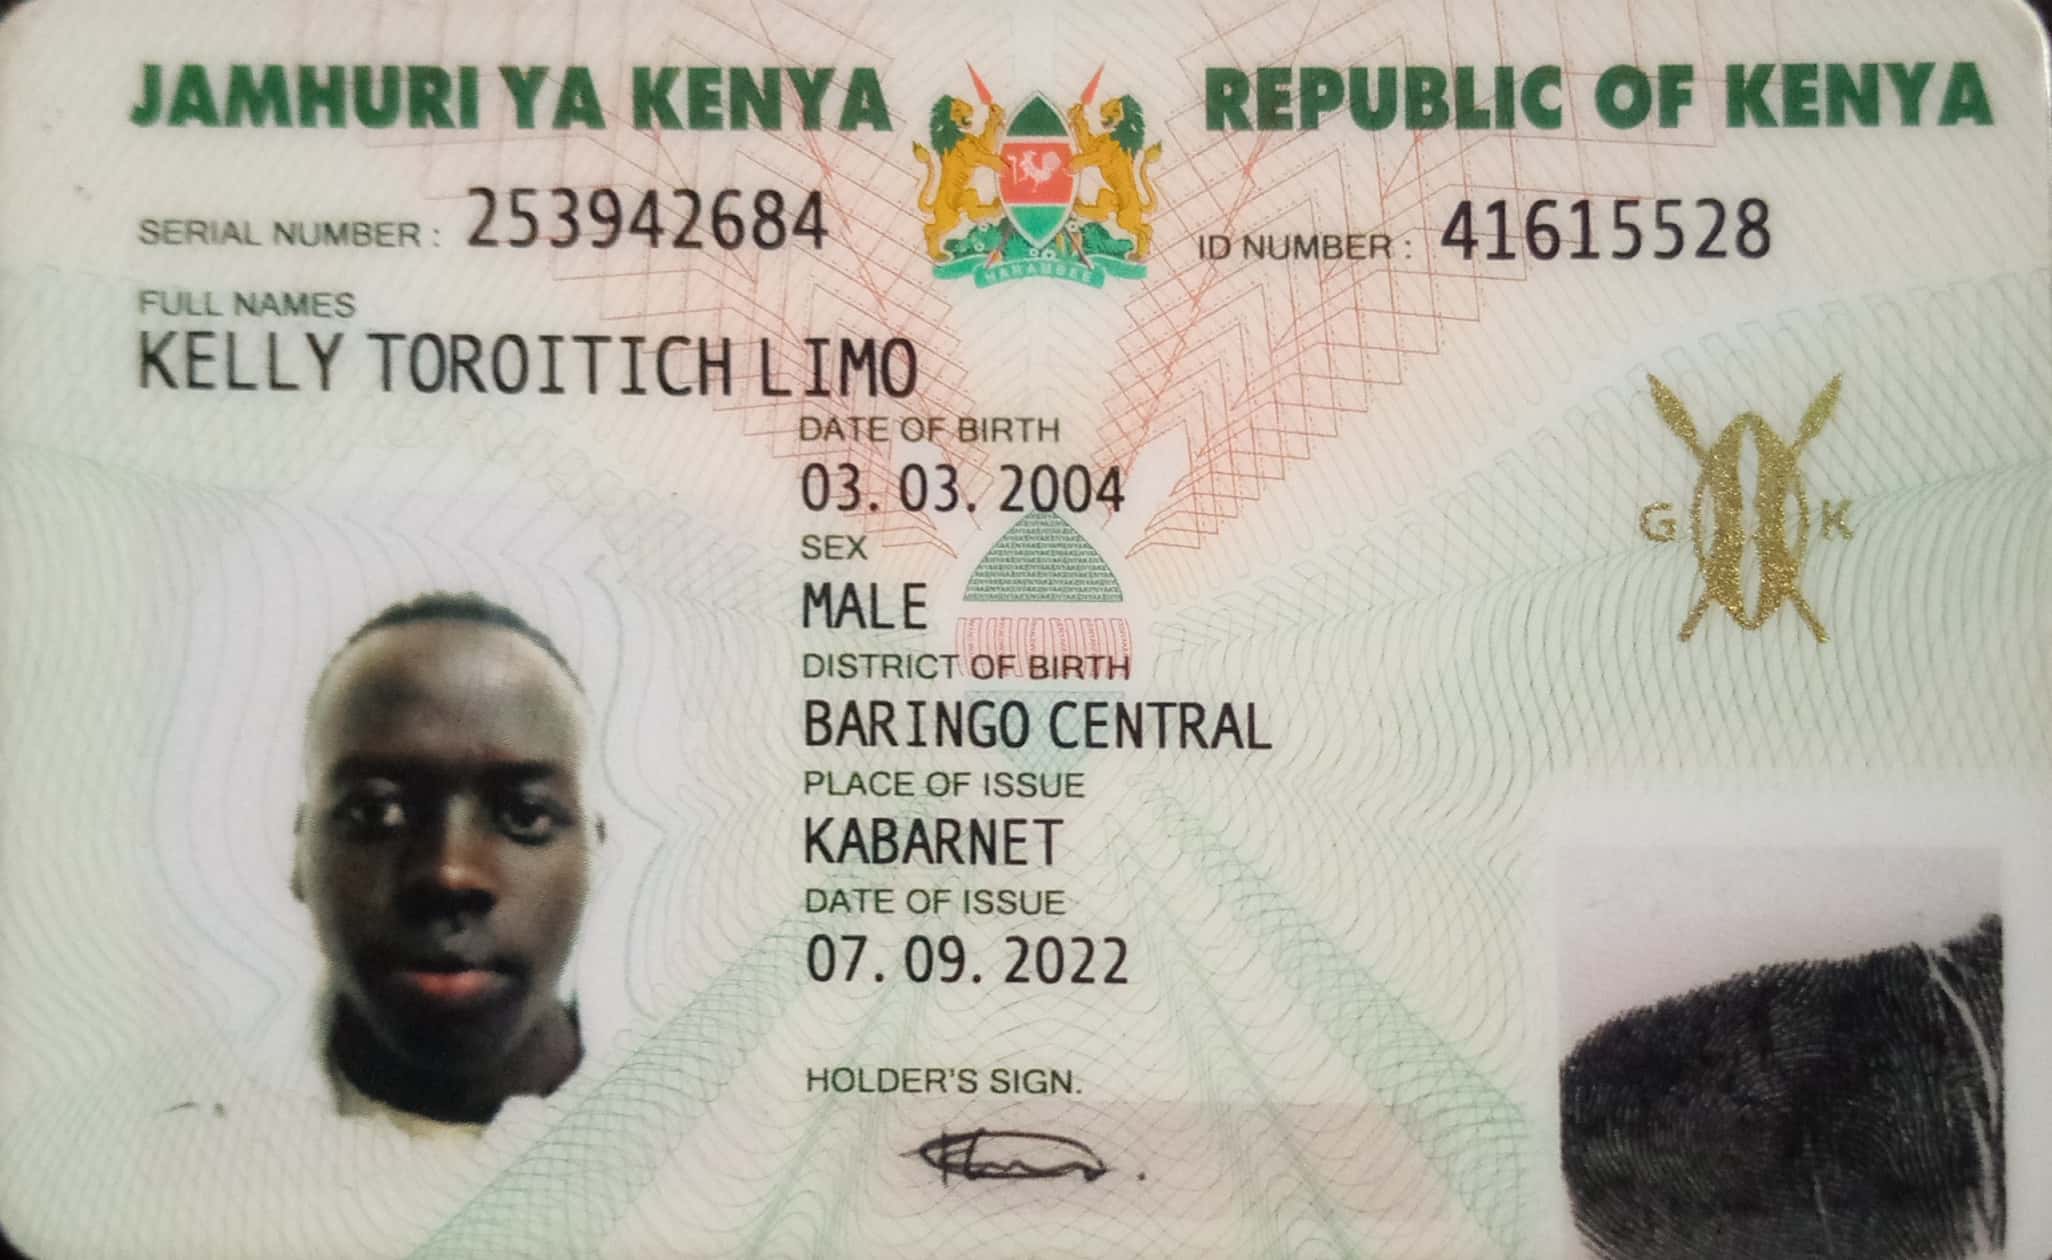 JAMHURI YA KENYA REPUBLIC OF KENYA
HARAMBEE
SERIAL NUMBER : 253942684 ID NUMBER : 41615528
FULL NAMES
KELLY TOROITICH LIMO
DATE OF BIRTH
03. 03. 2004
G K
SEX
MALE
DISTRICT OF BIRTH
BARINGO CENTRAL
PLACE OF ISSUE
KABARNET
DATE OF ISSUE
07. 09. 2022
HOLDER'S SIGN.